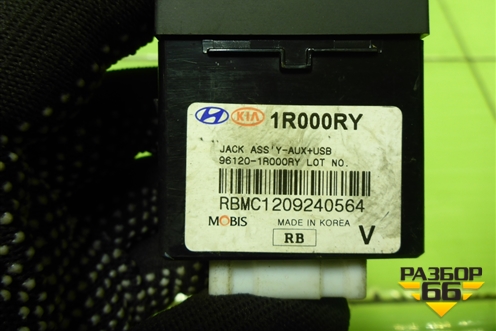 KIA 1R000RY
JACK ASS'Y-AUX+USB
96120-1R000RY LOT NO.
RBMC1209240564
MOBIS MADE IN KOREA
RB V
РАЗБОР
66